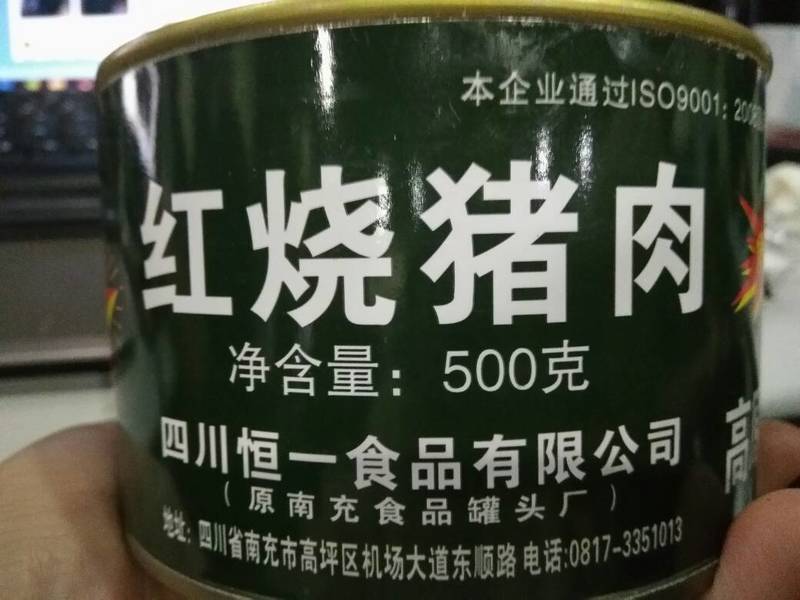 本企业通过ISO9001:
红烧猪肉
净含量：500克
四川恒一食品有限公司
（原南充食品罐头厂）
地址：四川省南充市高坪区机场大道东顺路 电话:0817-3351013
高